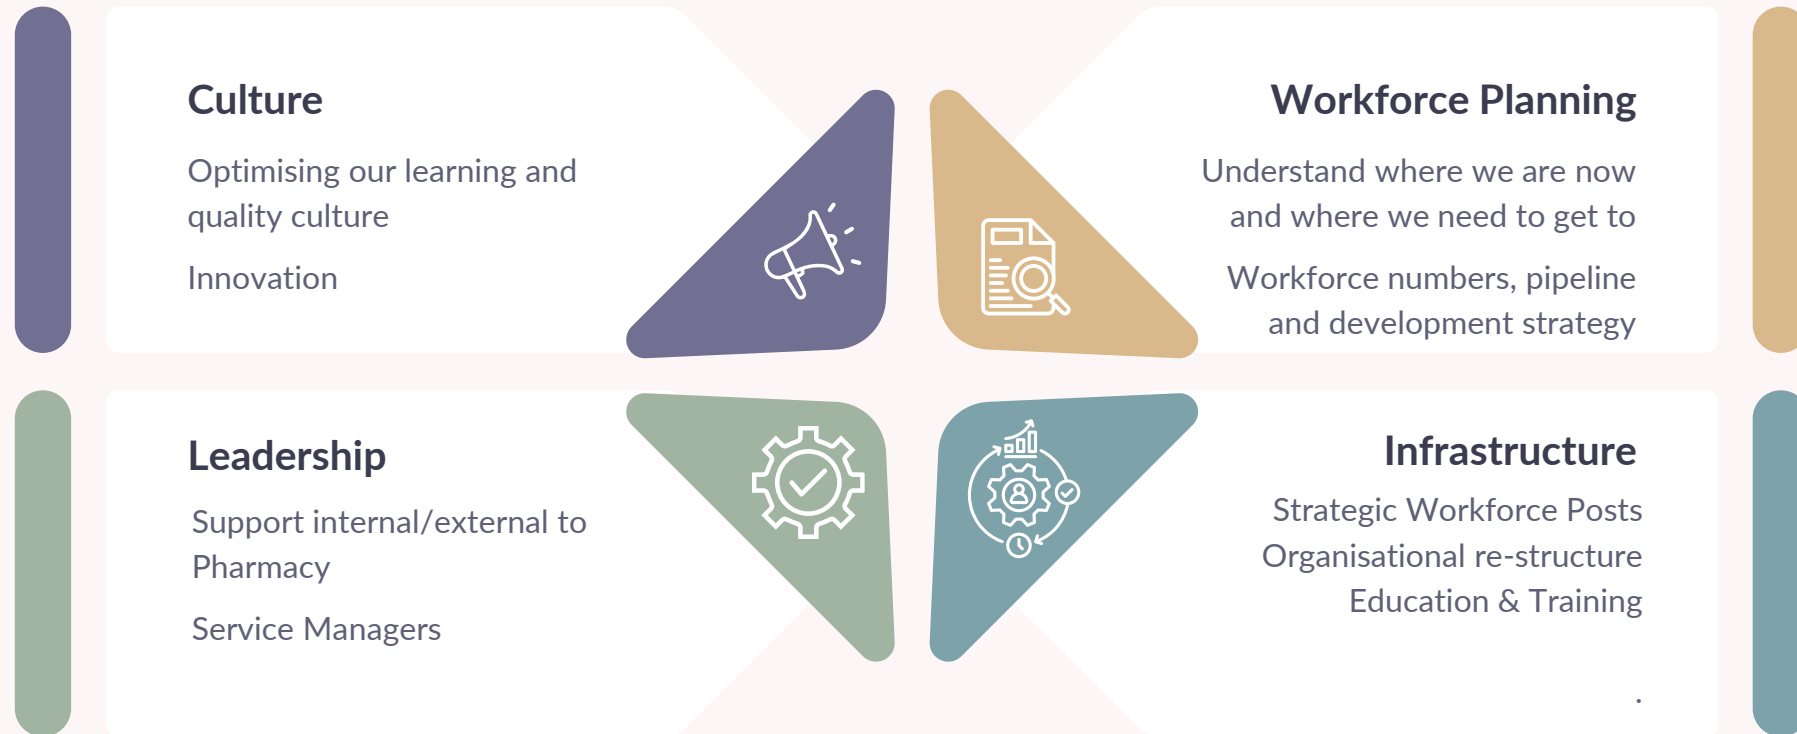 Culture
Optimising our learning and
quality culture
Innovation
Workforce Planning
Understand where we are now
and where we need to get to
Workforce numbers, pipeline
and development strategy
Leadership
Support internal/external to
Pharmacy
Service Managers
Infrastructure
Strategic Workforce Posts
Organisational re-structure
Education & Training
.